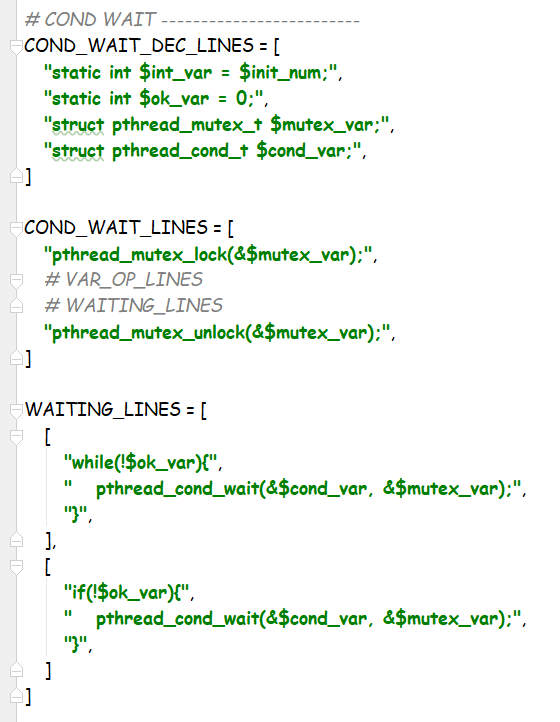 # COND WAIT -------------------------
COND_WAIT_DEC_LINES = [
    "static int $int_var = $init_num;",
    "static int $ok_var = 0;",
    "struct pthread_mutex_t $mutex_var;",
    "struct pthread_cond_t $cond_var;",
]

COND_WAIT_LINES = [
    "pthread_mutex_lock(&$mutex_var);",
    # VAR_OP_LINES
    # WAITING_LINES
    "pthread_mutex_unlock(&$mutex_var);",
]

WAITING_LINES = [
    [
        "while(!$ok_var){",
        "    pthread_cond_wait(&$cond_var, &$mutex_var);",
        "}",
    ],
    [
        "if(!$ok_var){",
        "    pthread_cond_wait(&$cond_var, &$mutex_var);",
        "}",
    ]
]